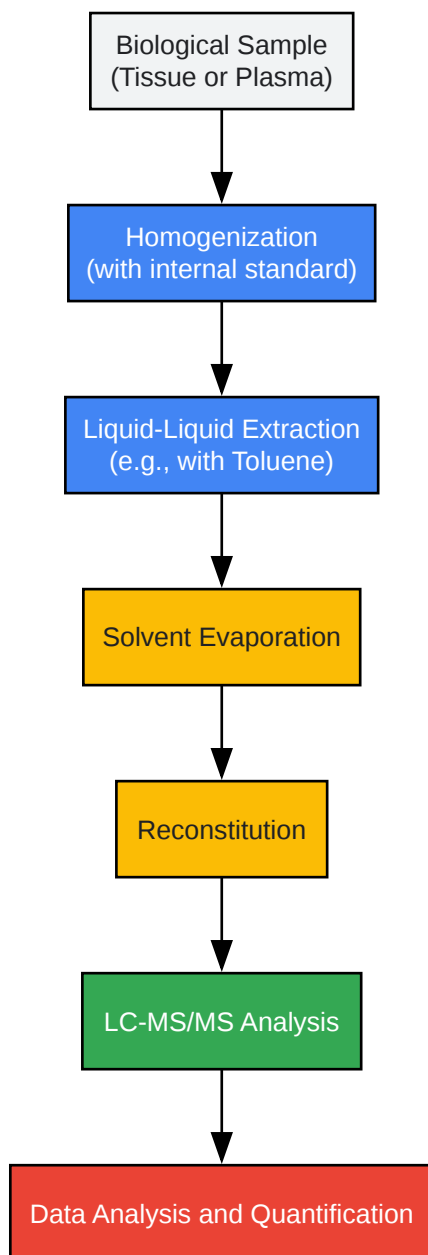 Biological Sample
(Tissue or Plasma)
Homogenization
(with internal standard)
Liquid-Liquid Extraction
(e.g., with Toluene)
Solvent Evaporation
Reconstitution
LC-MS/MS Analysis
Data Analysis and Quantification